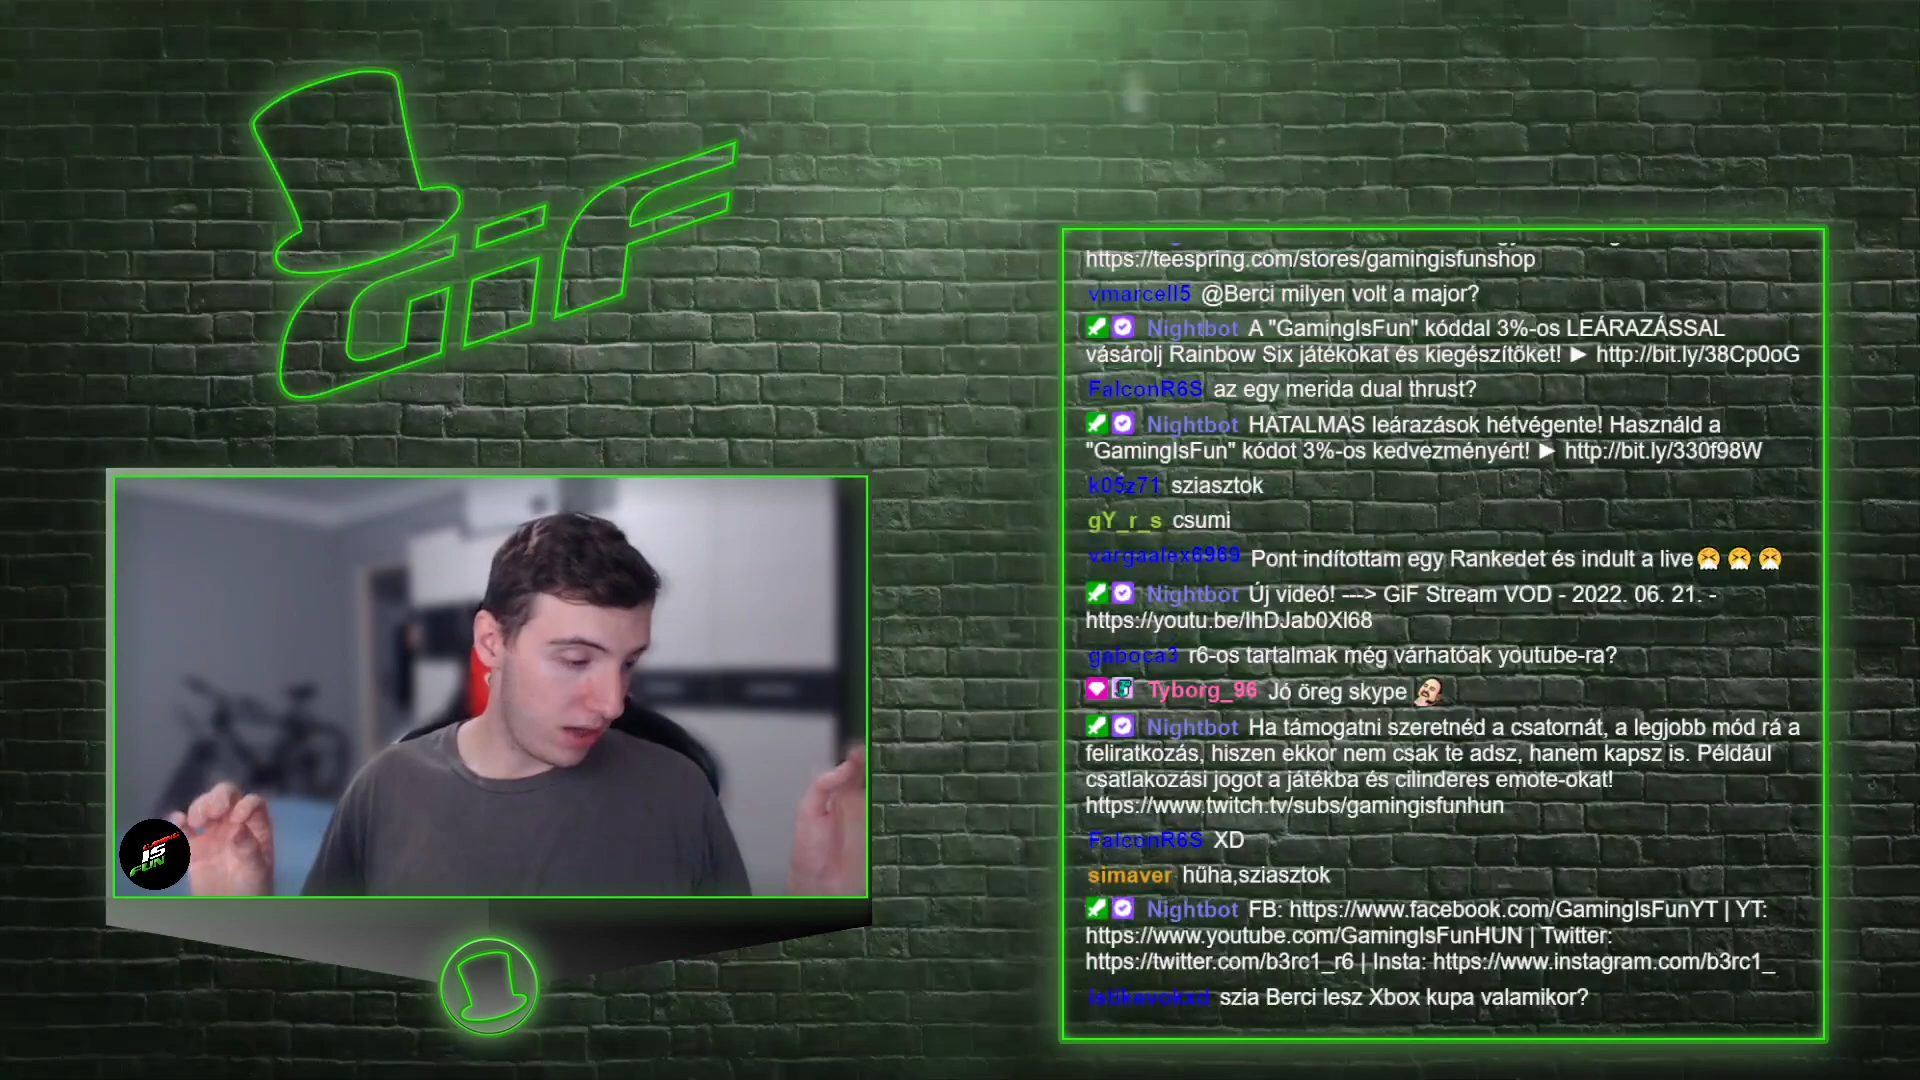 GiF
GAMING
IS
FUN
https://teespring.com/stores/gamingisfunshop
vmarcell5 @Berci milyen volt a major?
Nightbot A "GamingIsFun" kóddal 3%-os LEÁRAZÁSSAL
vásárolj Rainbow Six játékokat és kiegészítőket! ► http://bit.ly/38Cp0oG
FalconR6S az egy merida dual thrust?
Nightbot HATALMAS leárazások hétvégente! Használd a
"GamingIsFun" kódot 3%-os kedvezményért! ► http://bit.ly/330f98W
k05z71 sziasztok
gY_r_s csumi
vargaalex6969 Pont indítottam egy Rankedet és indult a live
Nightbot Új videó! ---> GiF Stream VOD - 2022. 06. 21. -
https://youtu.be/IhDJab0Xl68
gaboca3 r6-os tartalmak még várhatóak youtube-ra?
Tyborg_96 Jó öreg skype
Nightbot Ha támogatni szeretnéd a csatornát, a legjobb mód rá a
feliratkozás, hiszen ekkor nem csak te adsz, hanem kapsz is. Például
csatlakozási jogot a játékba és cilinderes emote-okat!
https://www.twitch.tv/subs/gamingisfunhun
FalconR6S XD
simaver hűha,sziasztok
Nightbot FB: https://www.facebook.com/GamingIsFunYT | YT:
https://www.youtube.com/GamingIsFunHUN | Twitter:
https://twitter.com/b3rc1_r6 | Insta: https://www.instagram.com/b3rc1_
istikevokxd szia Berci lesz Xbox kupa valamikor?